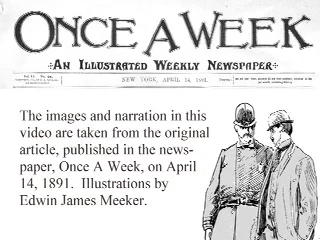 ONCE A WEEK
AN ILLUSTRATED WEEKLY NEWSPAPER
NEW YORK, APRIL 14, 1891.
The images and narration in this
video are taken from the original
article, published in the news-
paper, Once A Week, on April
14, 1891.  Illustrations by
Edwin James Meeker.